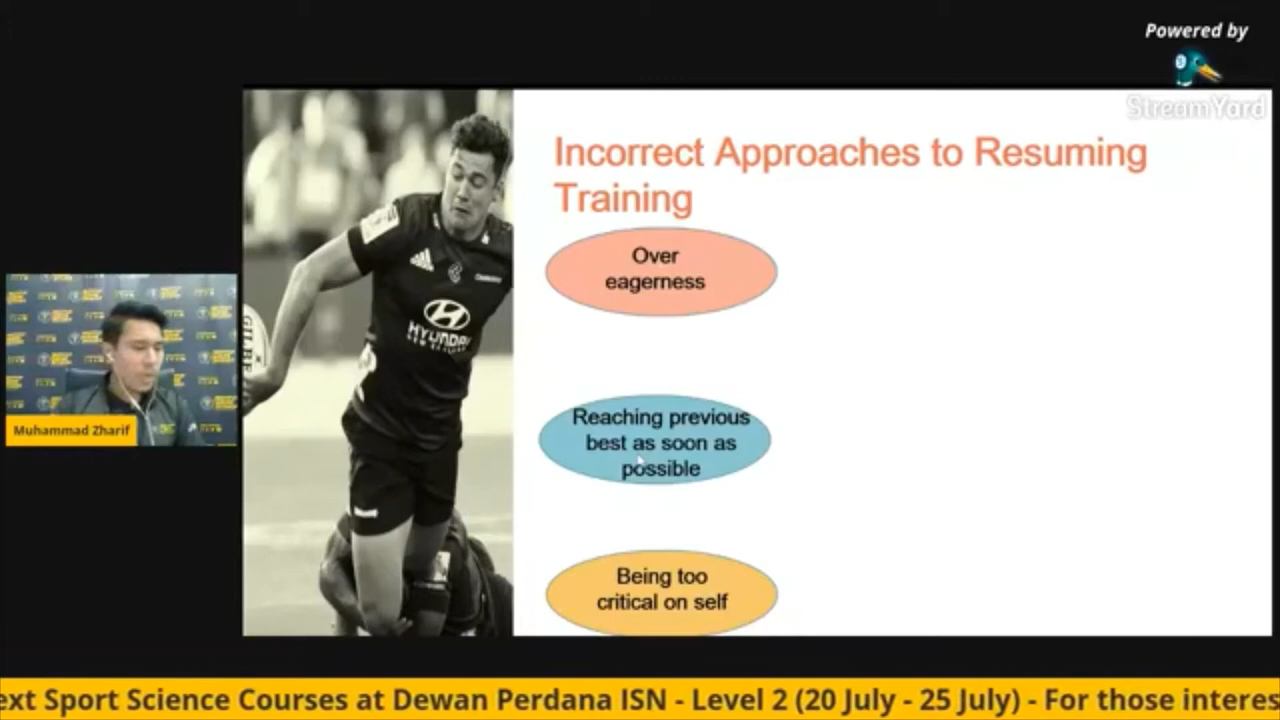 Powered by
StreamYard
Incorrect Approaches to Resuming
Training
Over
eagerness
Reaching previous
best as soon as
possible
Being too
critical on self
HYUNDAI
Muhammad Zharif
ext Sport Science Courses at Dewan Perdana ISN - Level 2 (20 July - 25 July) - For those interes